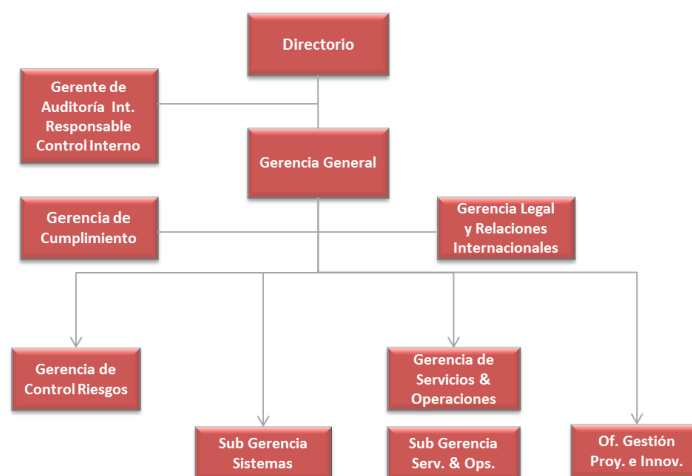 Directorio
Gerente de
Auditoría Int.
Responsable
Control Interno
Gerencia General
Gerencia de
Cumplimiento
Gerencia Legal
y Relaciones
Internacionales
Gerencia de
Control Riesgos
Gerencia de
Servicios &
Operaciones
Sub Gerencia
Sistemas
Sub Gerencia
Serv. & Ops.
Of. Gestión
Proy. e Innov.